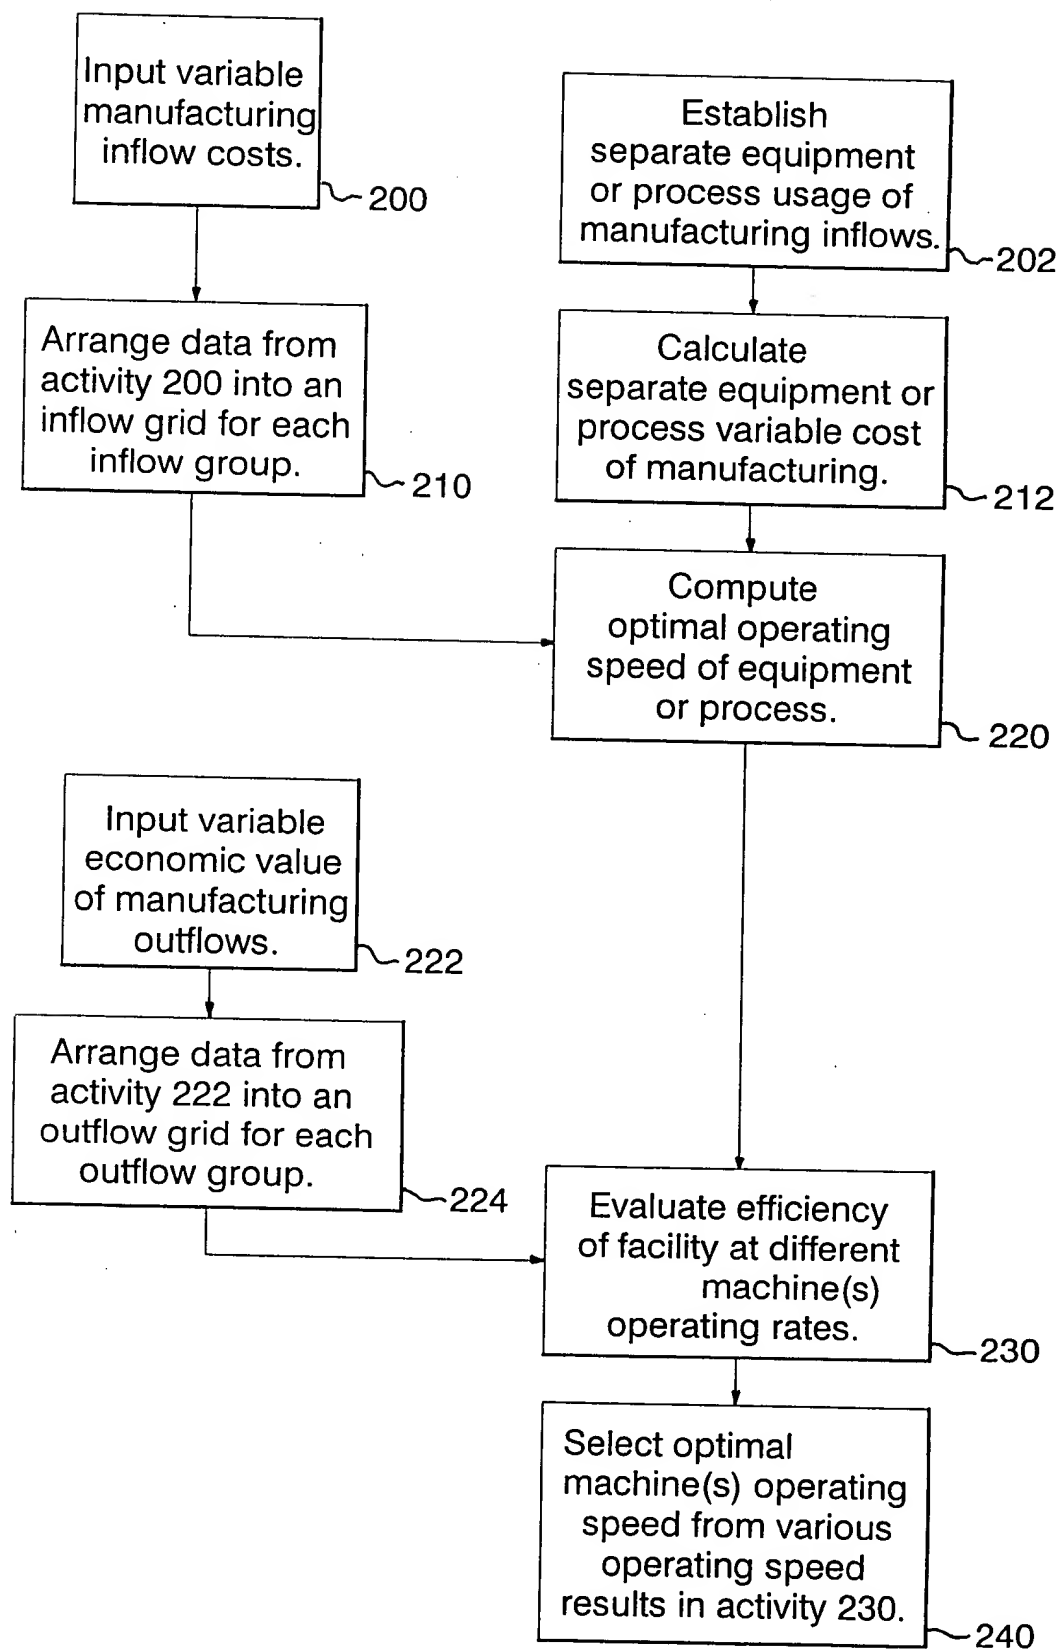 Input variable
manufacturing
inflow costs.
200
Establish
separate equipment
or process usage of
manufacturing inflows.
202
Arrange data from
activity 200 into an
inflow grid for each
inflow group.
210
Calculate
separate equipment or
process variable cost
of manufacturing.
212
Compute
optimal operating
speed of equipment
or process.
220
Input variable
economic value
of manufacturing
outflows.
222
Arrange data from
activity 222 into an
outflow grid for each
outflow group.
224
Evaluate efficiency
of facility at different
machine(s)
operating rates.
230
Select optimal
machine(s) operating
speed from various
operating speed
results in activity 230.
240